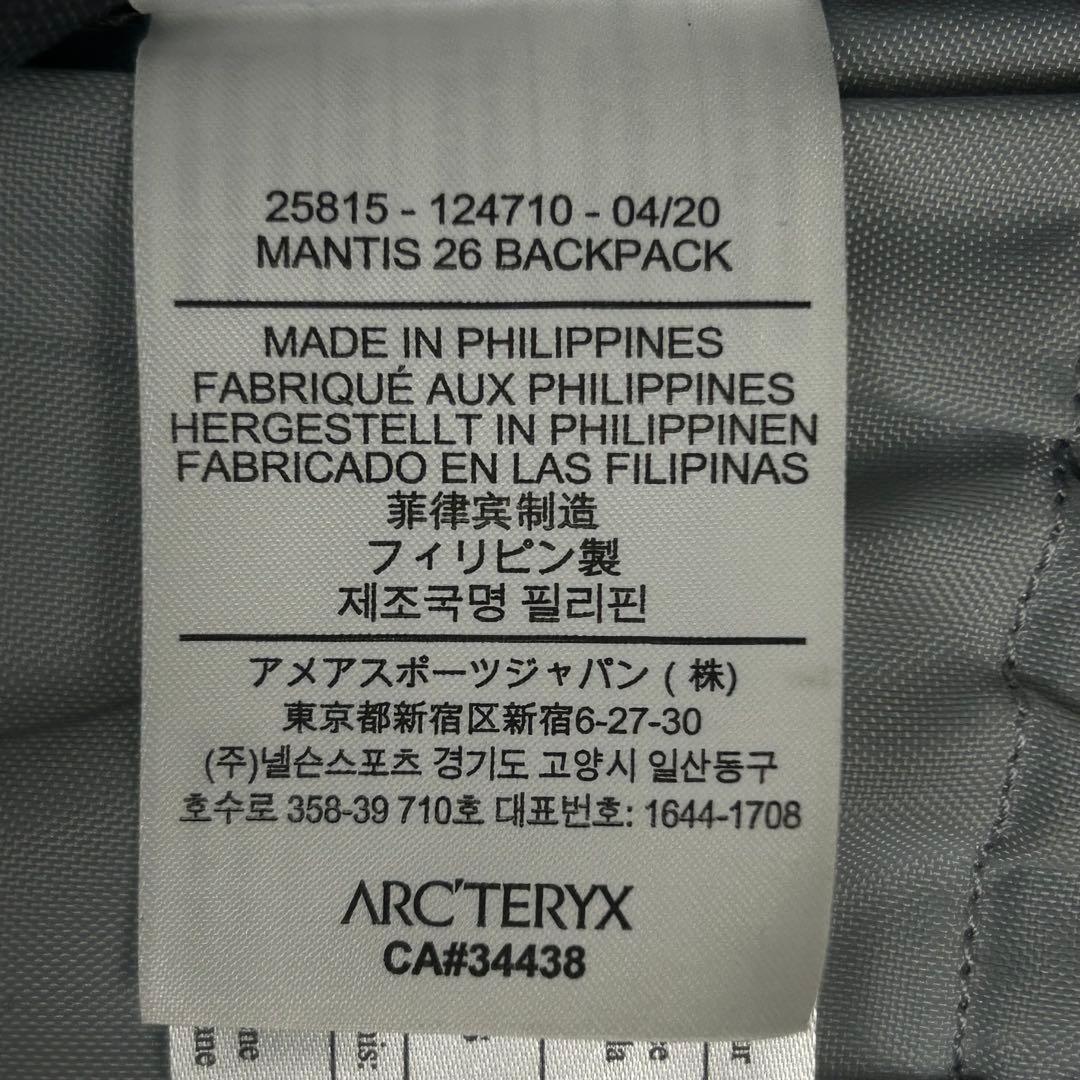 25815 - 124710 - 04/20
MANTIS 26 BACKPACK
MADE IN PHILIPPINES
FABRIQUÉ AUX PHILIPPINES
HERGESTELLT IN PHILIPPINEN
FABRICADO EN LAS FILIPINAS
菲律宾制造
フィリピン製
제조국명 필리핀
アメアスポーツジャパン ( 株)
東京都新宿区新宿6-27-30
(주)넬슨스포츠 경기도 고양시 일산동구
호수로 358-39 710호 대표번호: 1644-1708
ARC'TERYX
CA#34438